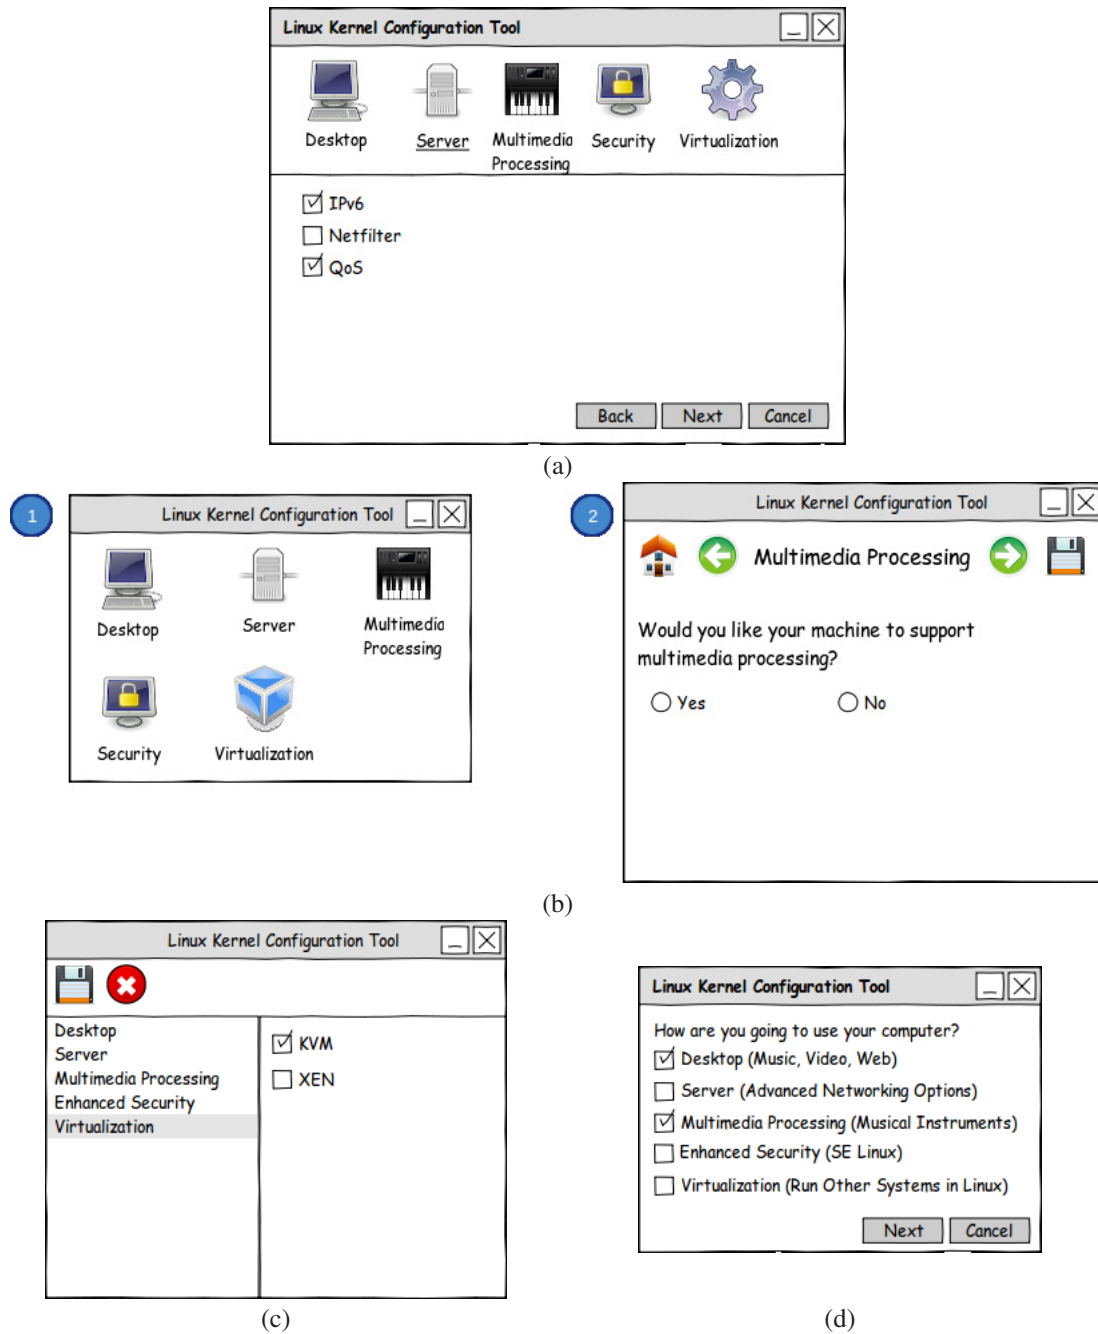 Linux Kernel Configuration Tool
Desktop
Server
Multimedia
Processing
Security
Virtualization
IPv6
Netfilter
QoS
Back
Next
Cancel
(a)
1
Linux Kernel Configuration Tool
Desktop
Server
Multimedia
Processing
Security
Virtualization
2
Linux Kernel Configuration Tool
Multimedia Processing
Would you like your machine to support
multimedia processing?
Yes
No
(b)
Linux Kernel Configuration Tool
Desktop
Server
Multimedia Processing
Enhanced Security
Virtualization
KVM
XEN
(c)
Linux Kernel Configuration Tool
How are you going to use your computer?
Desktop (Music, Video, Web)
Server (Advanced Networking Options)
Multimedia Processing (Musical Instruments)
Enhanced Security (SE Linux)
Virtualization (Run Other Systems in Linux)
Next
Cancel
(d)